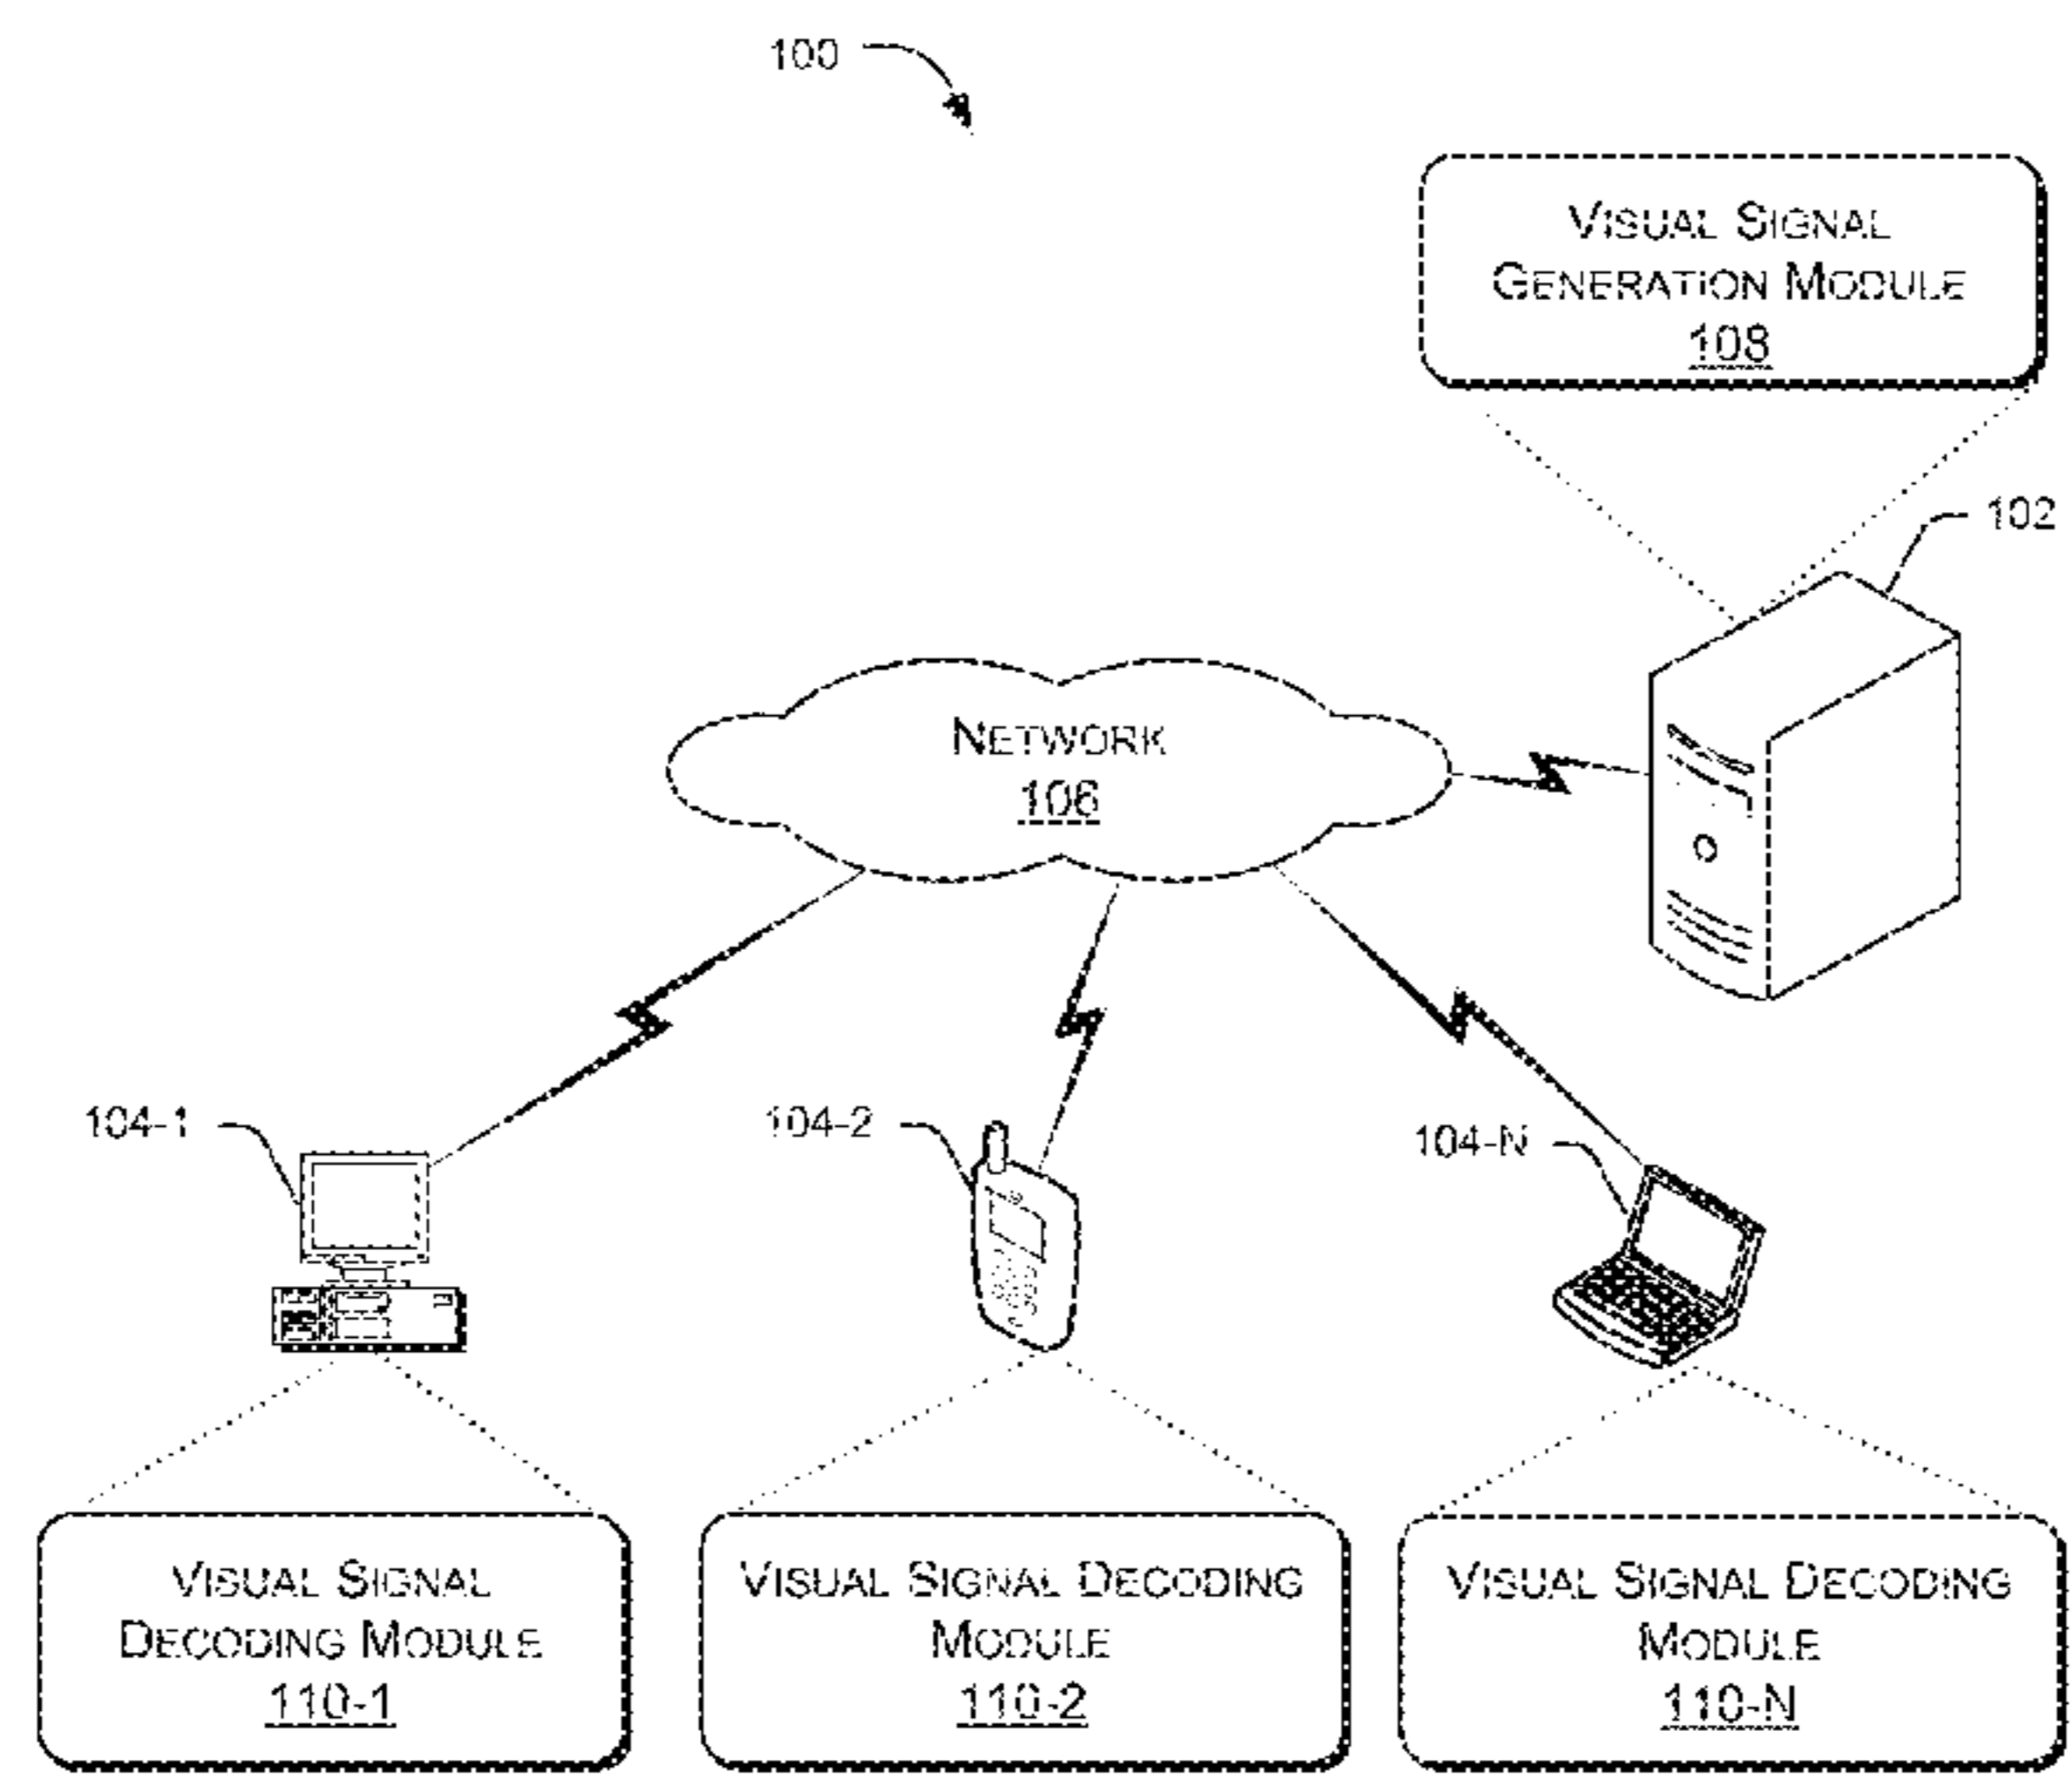 100
VISUAL SIGNAL
GENERATION MODULE
108
102
NETWORK
106
104-1
104-2
104-N
VISUAL SIGNAL
DECODING MODULE
110-1
VISUAL SIGNAL DECODING
MODULE
110-2
VISUAL SIGNAL DECODING
MODULE
110-N